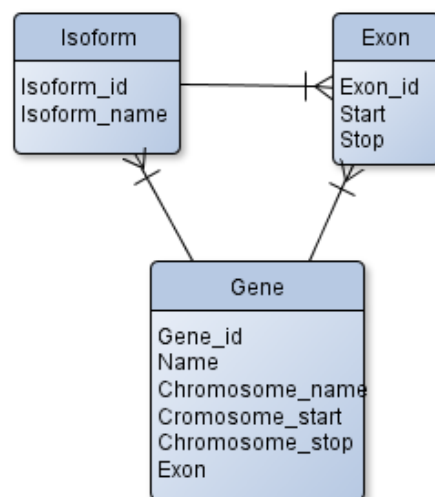 Isoform
Isoform_id
Isoform_name
Exon
Exon_id
Start
Stop
Gene
Gene_id
Name
Chromosome_name
Cromosome_start
Chromosome_stop
Exon